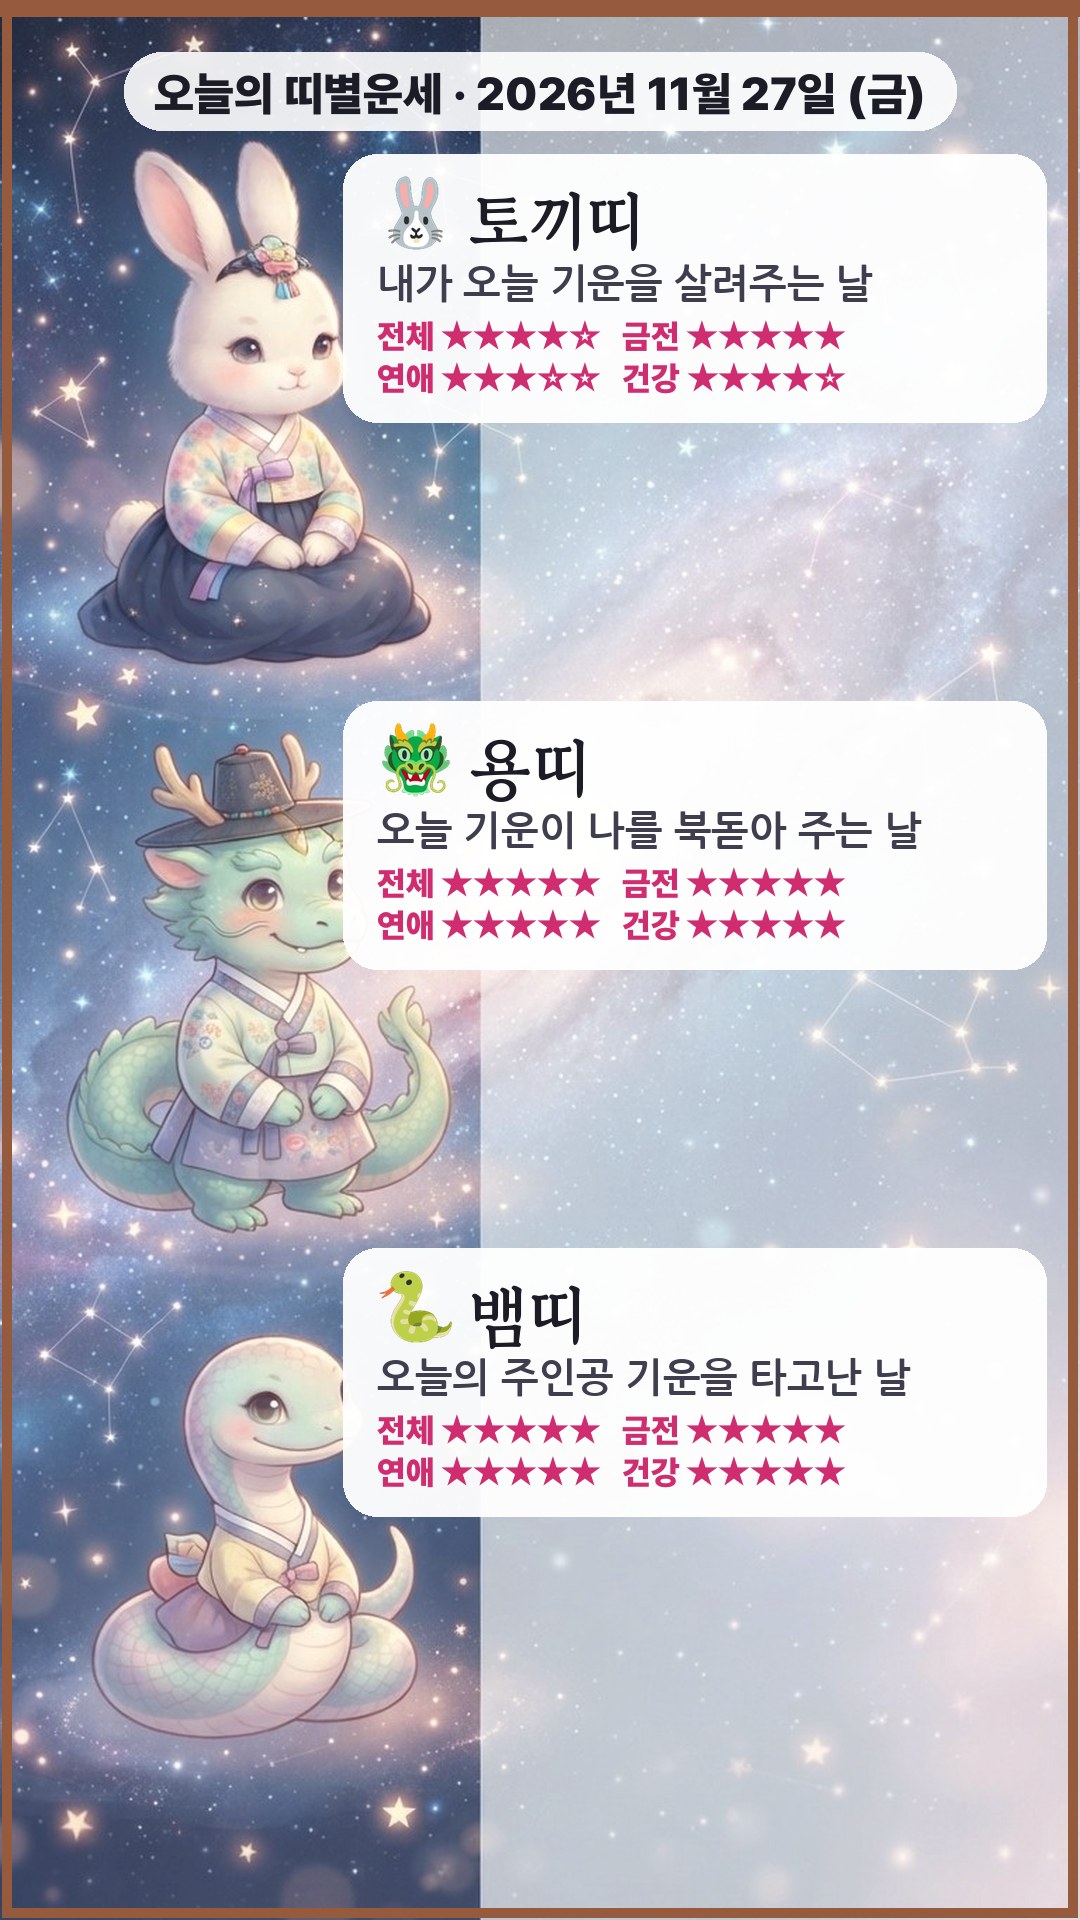 오늘의 띠별운세 · 2026년 11월 27일 (금)
토끼띠
내가 오늘 기운을 살려주는 날
전체 ★★★★☆ 금전 ★★★★★
연애 ★★★☆☆ 건강 ★★★★☆
용띠
오늘 기운이 나를 북돋아 주는 날
전체 ★★★★★ 금전 ★★★★★
연애 ★★★★★ 건강 ★★★★★
뱀띠
오늘의 주인공 기운을 타고난 날
전체 ★★★★★ 금전 ★★★★★
연애 ★★★★★ 건강 ★★★★★